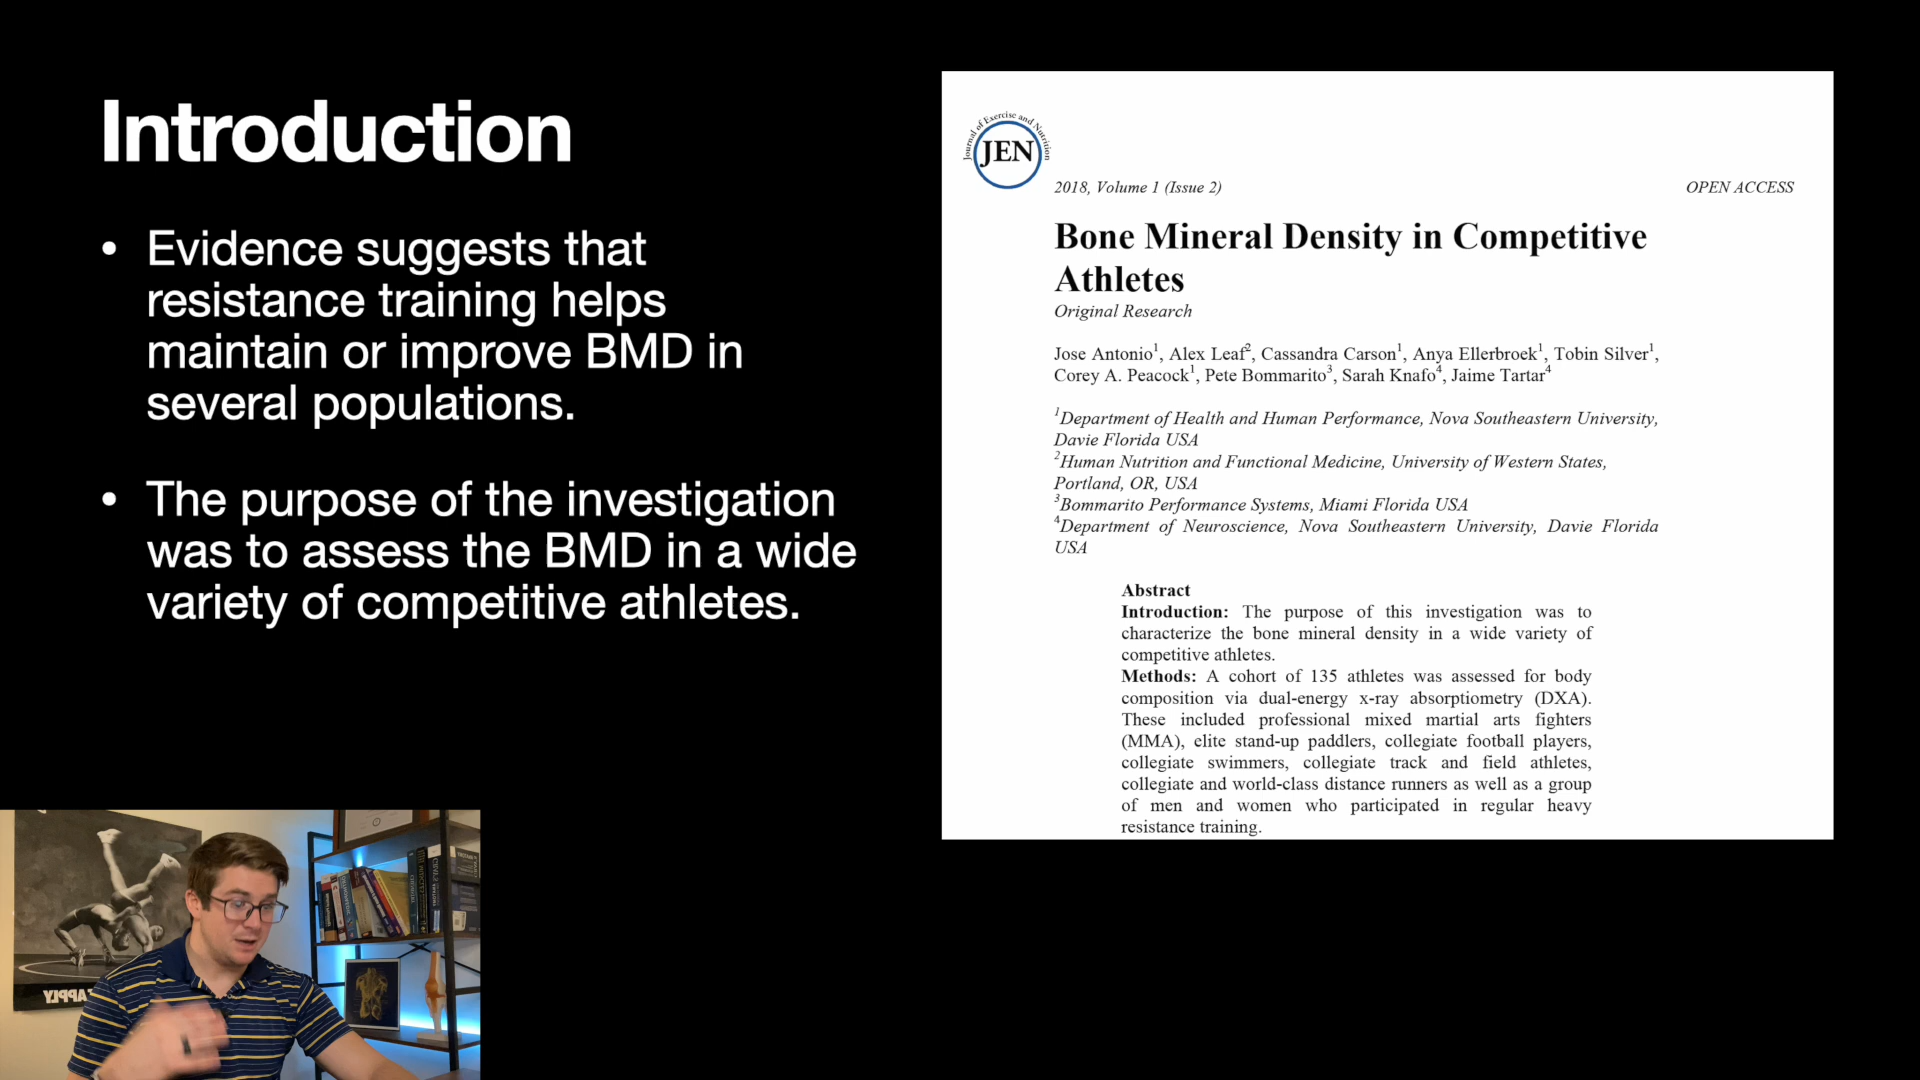 Introduction
• Evidence suggests that
resistance training helps
maintain or improve BMD in
several populations.
• The purpose of the investigation
was to assess the BMD in a wide
variety of competitive athletes.
Journal of Exercise and Nutrition
JEN
2018, Volume 1 (Issue 2)
OPEN ACCESS
Bone Mineral Density in Competitive
Athletes
Original Research
Jose Antonio1, Alex Leaf2, Cassandra Carson1, Anya Ellerbroek1, Tobin Silver1,
Corey A. Peacock1, Pete Bommarito3, Sarah Knafo4, Jaime Tartar4
1Department of Health and Human Performance, Nova Southeastern University,
Davie Florida USA
2Human Nutrition and Functional Medicine, University of Western States,
Portland, OR, USA
3Bommarito Performance Systems, Miami Florida USA
4Department of Neuroscience, Nova Southeastern University, Davie Florida
USA
Abstract
Introduction: The purpose of this investigation was to
characterize the bone mineral density in a wide variety of
competitive athletes.
Methods: A cohort of 135 athletes was assessed for body
composition via dual-energy x-ray absorptiometry (DXA).
These included professional mixed martial arts fighters
(MMA), elite stand-up paddlers, collegiate football players,
collegiate swimmers, collegiate track and field athletes,
collegiate and world-class distance runners as well as a group
of men and women who participated in regular heavy
resistance training.
APPLY